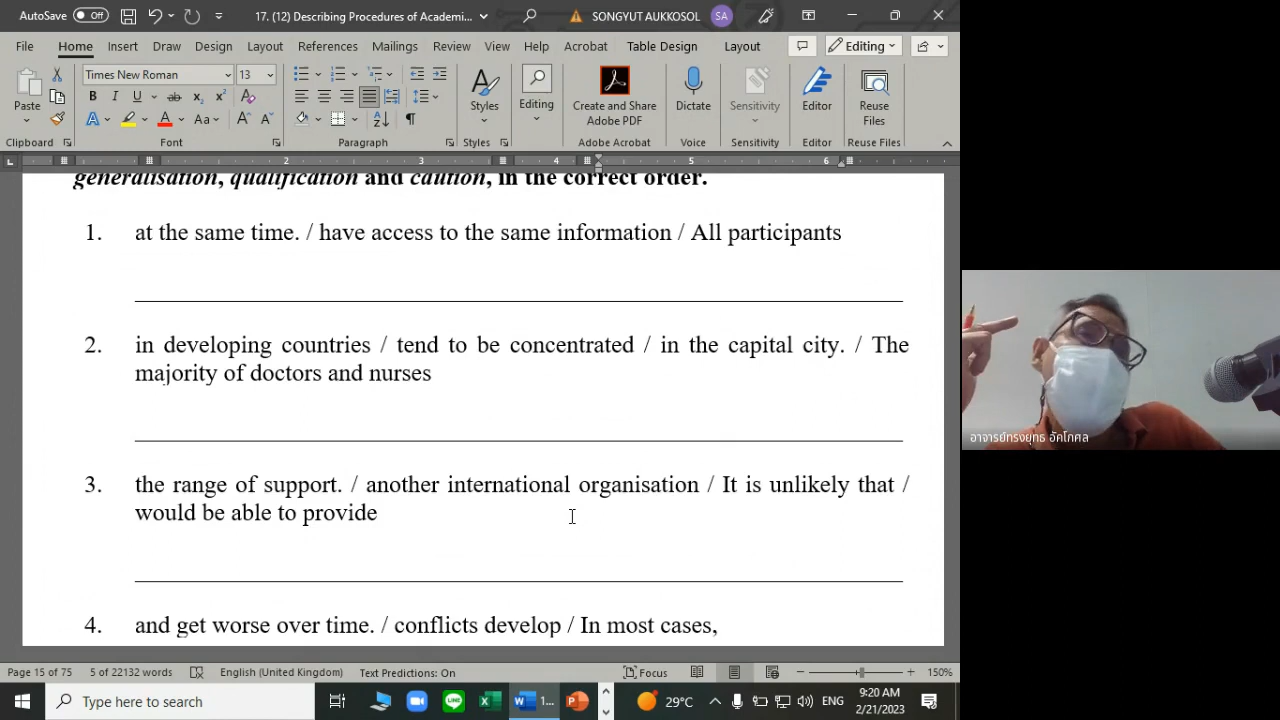 AutoSave Off 17. (12) Describing Procedures of Academi... SONGYUT AUKKOSOL SA
File Home Insert Draw Design Layout References Mailings Review View Help Acrobat Table Design Layout Editing
Times New Roman 13
Paste Styles Editing Create and Share Adobe PDF Dictate Sensitivity Editor Reuse Files
Clipboard Font Paragraph Styles Adobe Acrobat Voice Sensitivity Editor Reuse Files
2 3 4 5 6
generalisation, qualification and caution, in the correct order.
1. at the same time. / have access to the same information / All participants
2. in developing countries / tend to be concentrated / in the capital city. / The
majority of doctors and nurses
3. the range of support. / another international organisation / It is unlikely that /
would be able to provide
4. and get worse over time. / conflicts develop / In most cases,
อาจารย์ทรงยุทธ อัคโกศล
Page 15 of 75 5 of 22132 words English (United Kingdom) Text Predictions: On Focus 150%
Type here to search 1... 29°C ENG 9:20 AM
2/21/2023